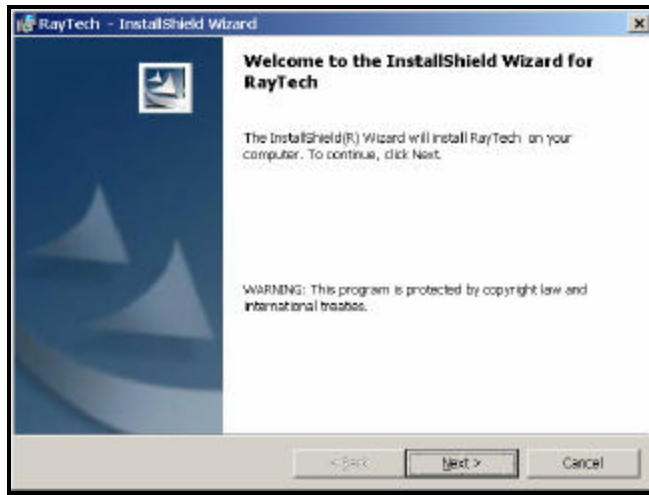 RayTech - InstallShield Wizard
Welcome to the InstallShield Wizard for
RayTech
The InstallShield(R) Wizard will install RayTech on your
computer. To continue, click Next.
WARNING: This program is protected by copyright law and
international treaties.
< Back Next > Cancel